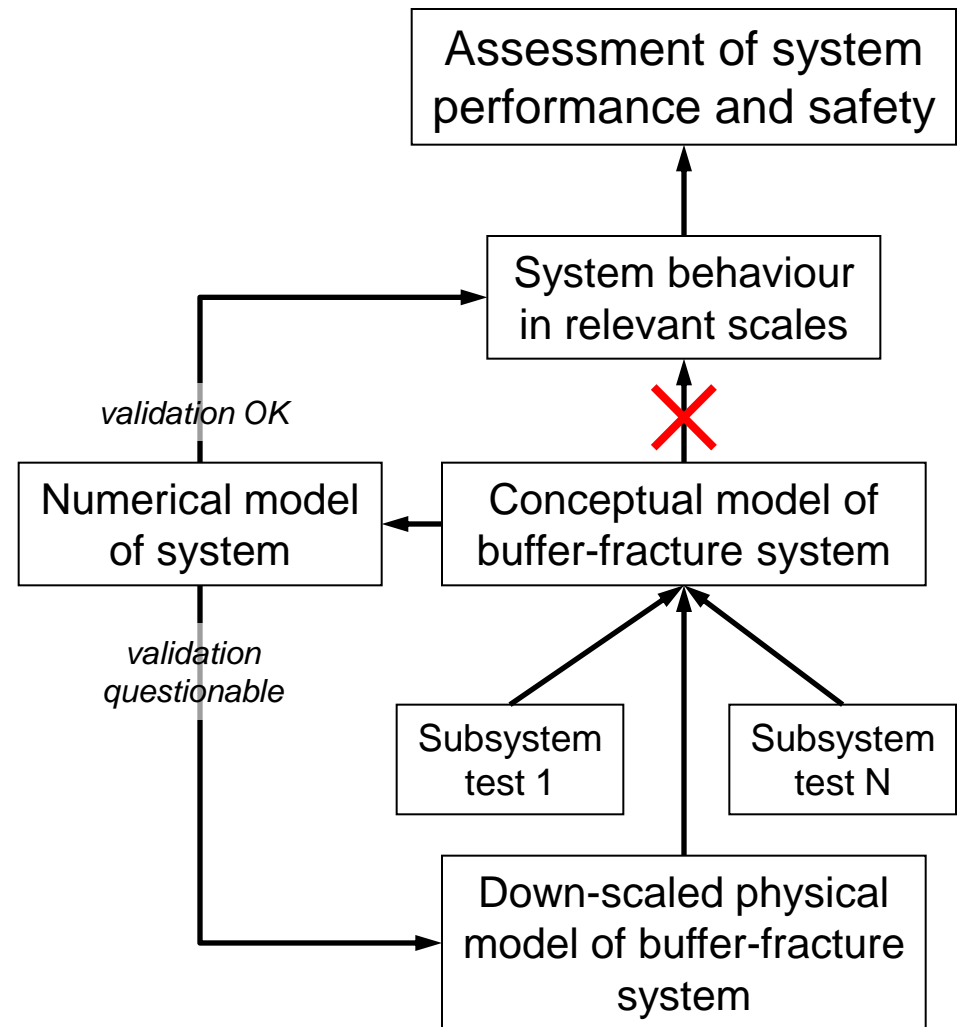 Assessment of system
performance and safety
System behaviour
in relevant scales
validation OK
Numerical model
of system
Conceptual model of
buffer-fracture system
validation
questionable
Subsystem
test 1
Subsystem
test N
Down-scaled physical
model of buffer-fracture
system